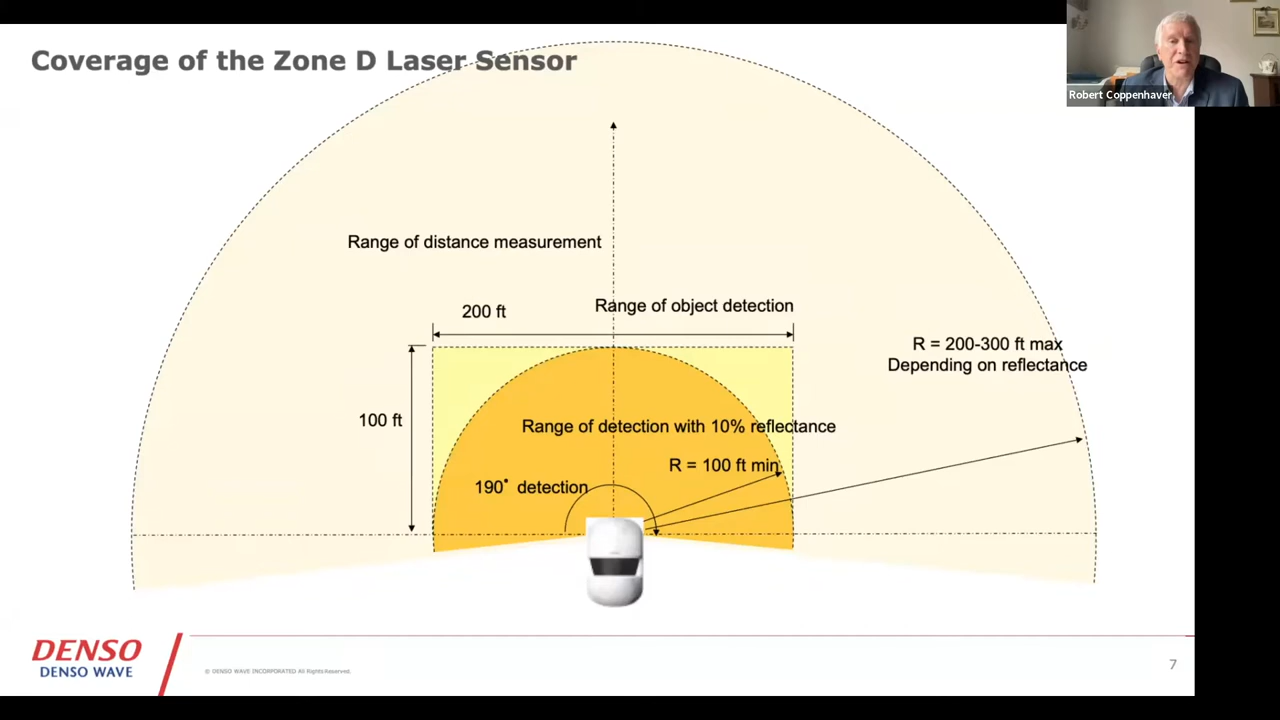 Coverage of the Zone D Laser Sensor
Robert Coppenhaver
Range of distance measurement
200 ft
Range of object detection
R = 200-300 ft max
Depending on reflectance
100 ft
Range of detection with 10% reflectance
R = 100 ft min
190° detection
DENSO
DENSO WAVE
© DENSO WAVE INCORPORATED All Rights Reserved.
7